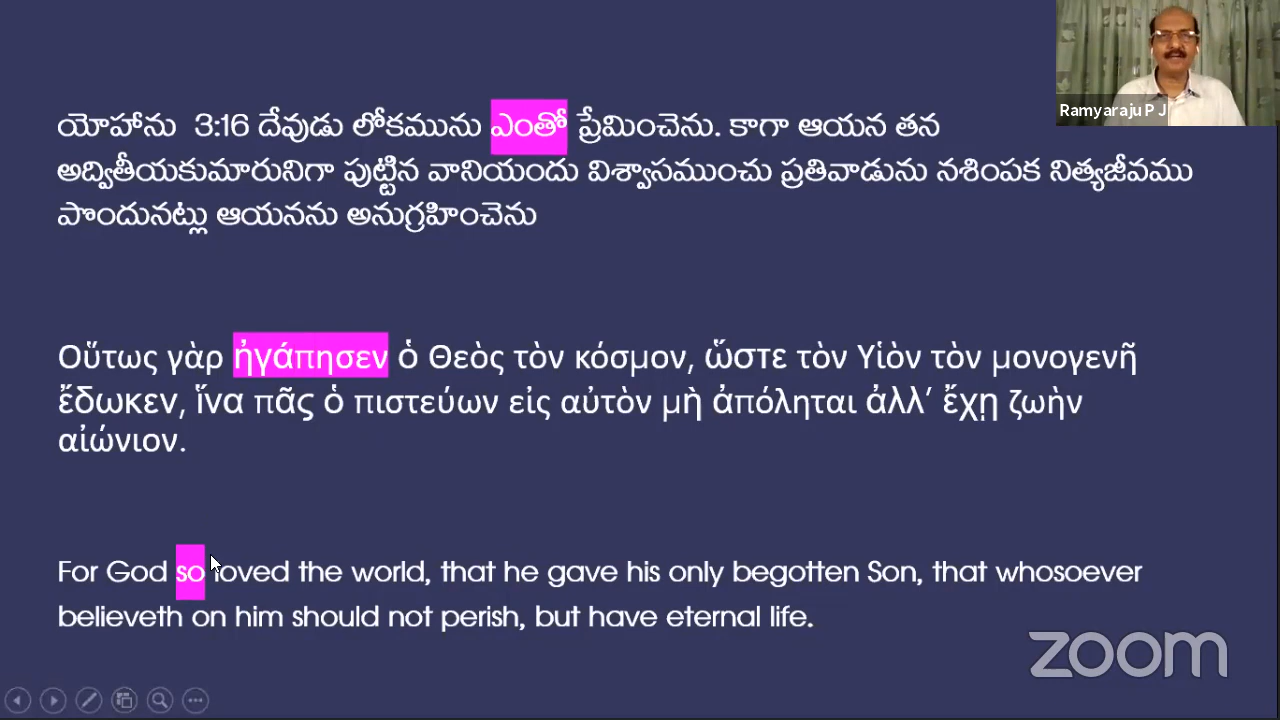 Ramyaraju P J
యోహాను 3:16 దేవుడు లోకమును ఎంతో ప్రేమించెను. కాగా ఆయన తన
అద్వితీయకుమారునిగా పుట్టిన వానియందు విశ్వాసముంచు ప్రతివాడును నశింపక నిత్యజీవము
పొందునట్లు ఆయనను అనుగ్రహించెను
Οὕτως γὰρ ἠγάπησεν ὁ Θεὸς τὸν κόσμον, ὥστε τὸν Υἱὸν τὸν μονογενῆ
ἔδωκεν, ἵνα πᾶς ὁ πιστεύων εἰς αὐτὸν μὴ ἀπόληται ἀλλ’ ἔχῃ ζωὴν
αἰώνιον.
For God so loved the world, that he gave his only begotten Son, that whosoever
believeth on him should not perish, but have eternal life.
zoom